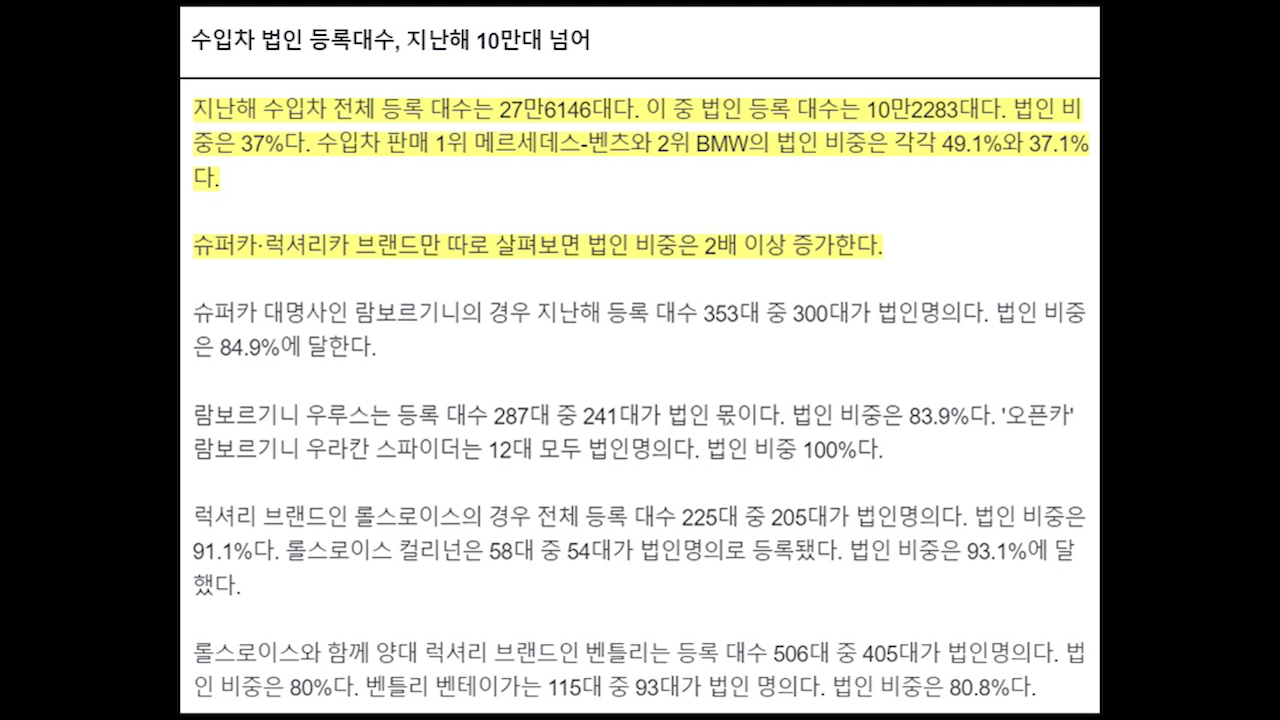 수입차 법인 등록대수, 지난해 10만대 넘어
지난해 수입차 전체 등록 대수는 27만6146대다. 이 중 법인 등록 대수는 10만2283대다. 법인 비
중은 37%다. 수입차 판매 1위 메르세데스-벤츠와 2위 BMW의 법인 비중은 각각 49.1%와 37.1%
다.
슈퍼카·럭셔리카 브랜드만 따로 살펴보면 법인 비중은 2배 이상 증가한다.
슈퍼카 대명사인 람보르기니의 경우 지난해 등록 대수 353대 중 300대가 법인명의다. 법인 비중
은 84.9%에 달한다.
람보르기니 우루스는 등록 대수 287대 중 241대가 법인 몫이다. 법인 비중은 83.9%다. '오픈카'
람보르기니 우라칸 스파이더는 12대 모두 법인명의다. 법인 비중 100%다.
럭셔리 브랜드인 롤스로이스의 경우 전체 등록 대수 225대 중 205대가 법인명의다. 법인 비중은
91.1%다. 롤스로이스 컬리넌은 58대 중 54대가 법인명의로 등록됐다. 법인 비중은 93.1%에 달
했다.
롤스로이스와 함께 양대 럭셔리 브랜드인 벤틀리는 등록 대수 506대 중 405대가 법인명의다. 법
인 비중은 80%다. 벤틀리 벤테이가는 115대 중 93대가 법인 명의다. 법인 비중은 80.8%다.